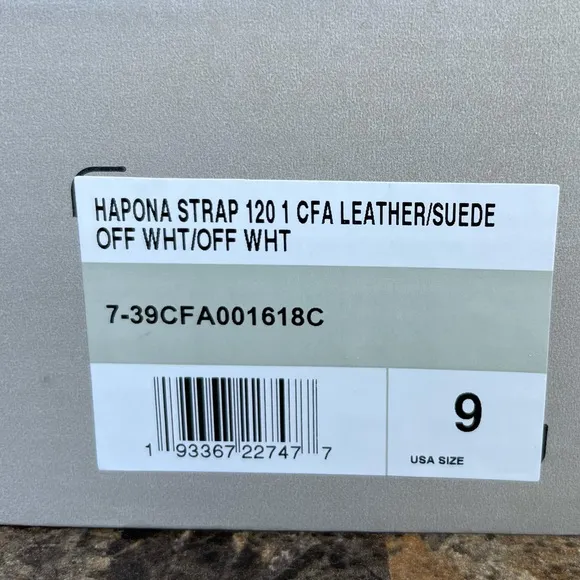 HAPONA STRAP 120 1 CFA LEATHER/SUEDE
OFF WHT/OFF WHT
7-39CFA001618C
1 93367 22747 7
9
USA SIZE